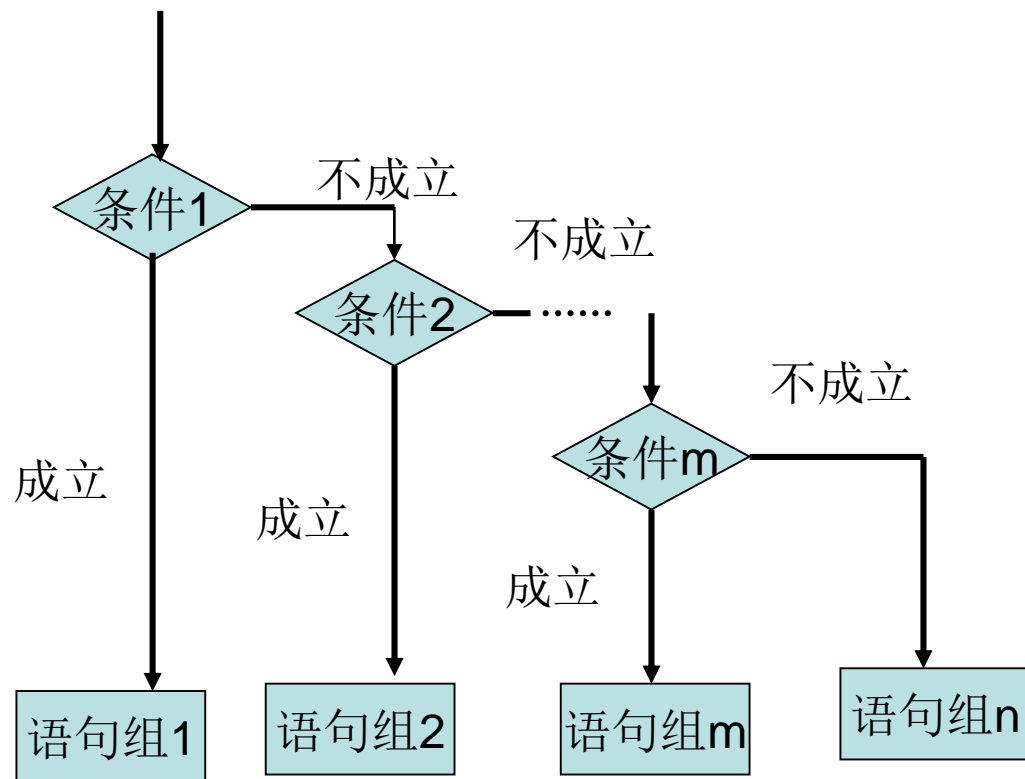 条件1
不成立
条件2
不成立
……
条件m
不成立
成立
成立
成立
语句组1
语句组2
语句组m
语句组n